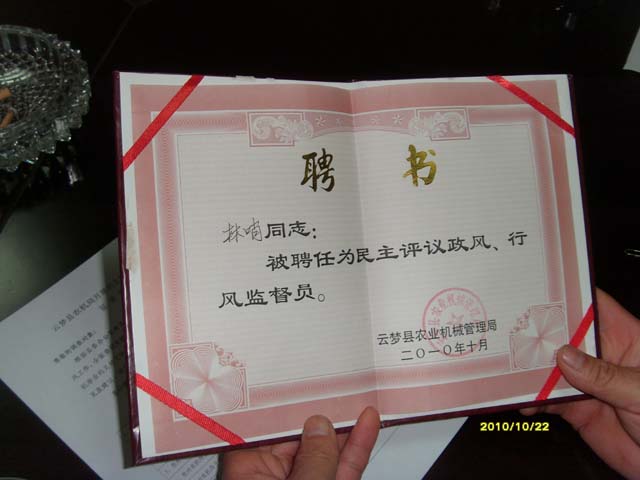 聘 书
林哨同志：
被聘任为民主评议政风、行
风监督员。
云梦县农业机械管理局
二〇一〇年十月
2010/10/22